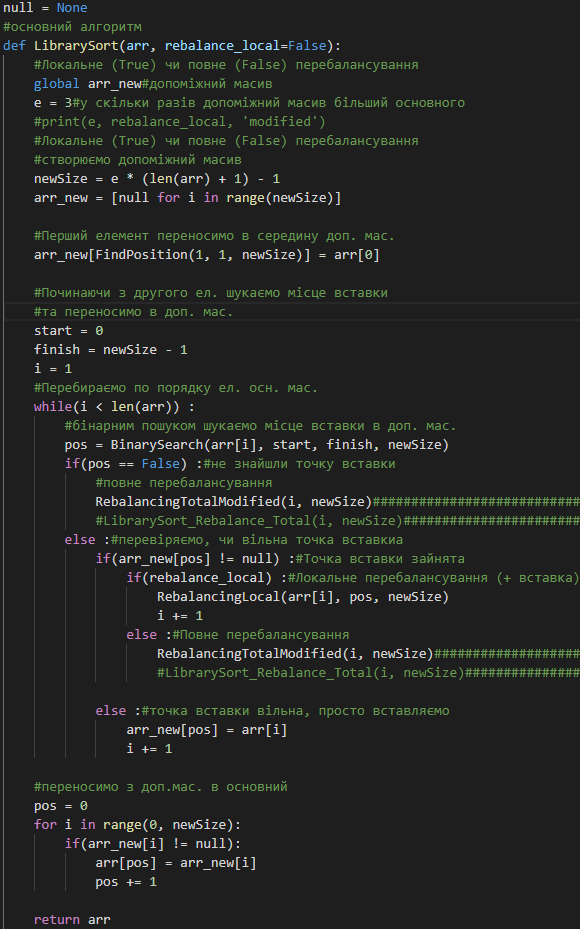 null = None
#основний алгоритм
def LibrarySort(arr, rebalance_local=False):
    #Локальне (True) чи повне (False) перебалансування
    global arr_new#допоміжний масив
    e = 3#у скільки разів допоміжний масив більший основного
    #print(e, rebalance_local, 'modified')
    #Локальне (True) чи повне (False) перебалансування
    #створюємо допоміжний масив
    newSize = e * (len(arr) + 1) - 1
    arr_new = [null for i in range(newSize)]

    #Перший елемент переносимо в середину доп. мас.
    arr_new[FindPosition(1, 1, newSize)] = arr[0]

    #Починаючи з другого ел. шукаємо місце вставки
    #та переносимо в доп. мас.
    start = 0
    finish = newSize - 1
    i = 1
    #Перебираємо по порядку ел. осн. мас.
    while(i < len(arr)) :
        #бінарним пошуком шукаємо місце вставки в доп. мас.
        pos = BinarySearch(arr[i], start, finish, newSize)
        if(pos == False) :#не знайшли точку вставки
            #повне перебалансування
            RebalancingTotalModified(i, newSize)###########################
            #LibrarySort_Rebalance_Total(i, newSize)#######################
        else :#перевіряємо, чи вільна точка вставкиа
            if(arr_new[pos] != null) :#Точка вставки зайнята
                if(rebalance_local) :#Локальне перебалансування (+ вставка)
                    RebalancingLocal(arr[i], pos, newSize)
                    i += 1
                else :#Повне перебалансування
                    RebalancingTotalModified(i, newSize)###################
                    #LibrarySort_Rebalance_Total(i, newSize)###############

            else :#точка вставки вільна, просто вставляємо
                arr_new[pos] = arr[i]
                i += 1

    #переносимо з доп.мас. в основний
    pos = 0
    for i in range(0, newSize):
        if(arr_new[i] != null):
            arr[pos] = arr_new[i]
            pos += 1

    return arr